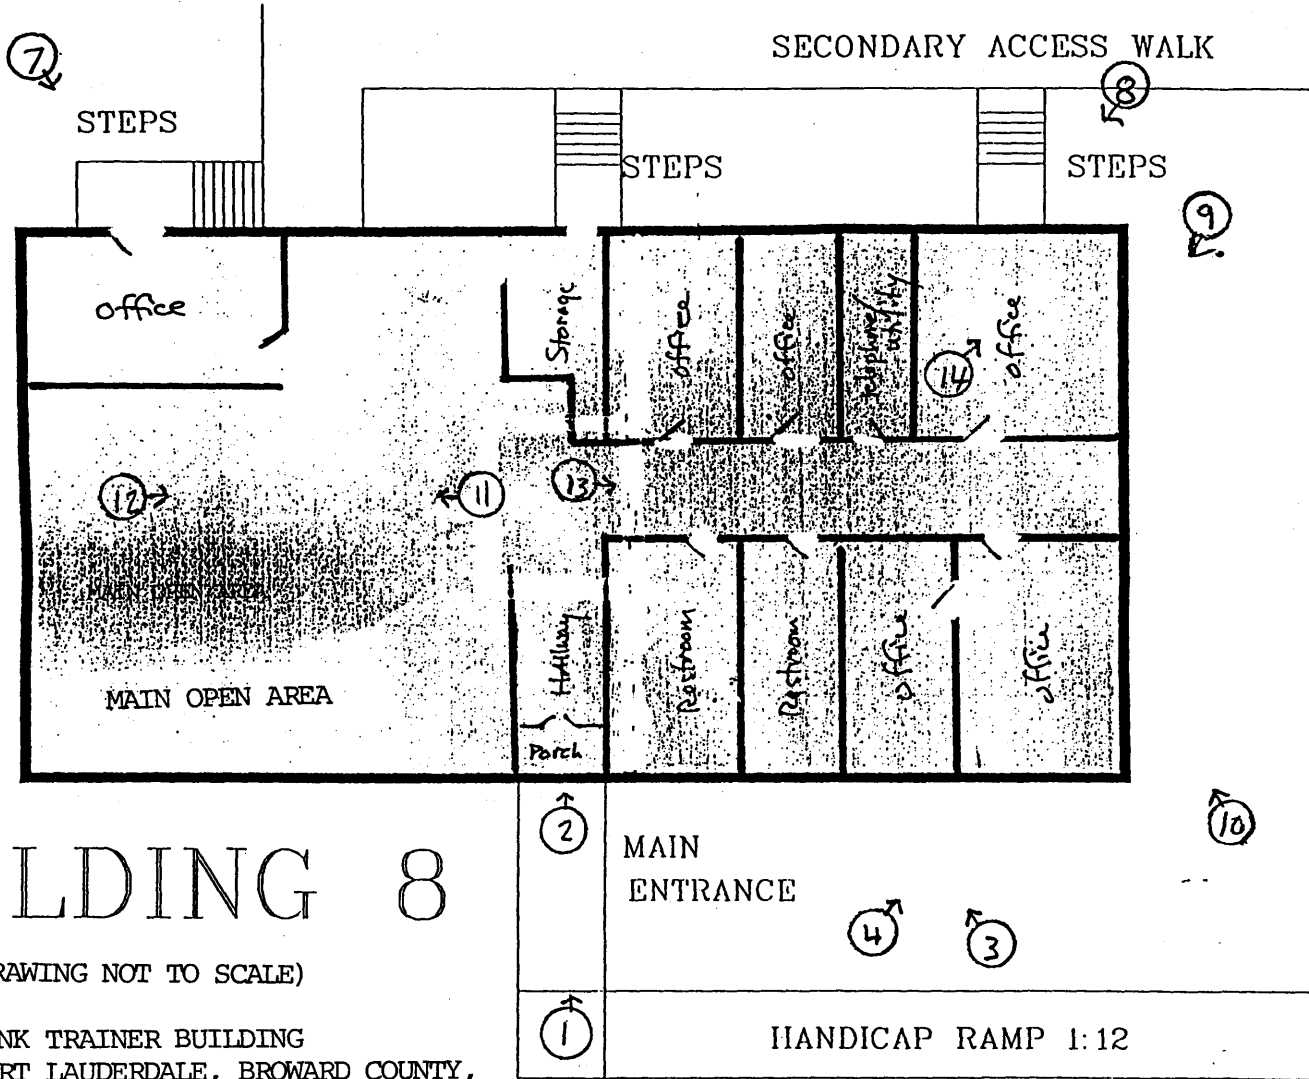 SECONDARY ACCESS WALK
7
8
STEPS
STEPS
STEPS
9
office
Storage
office
office
telephone/
utility
office
14
12
11
13
MAIN OPEN AREA
MAIN OPEN AREA
Hallway
Restroom
Restroom
office
office
Porch
2
MAIN
ENTRANCE
10
LDING 8
4
3
RAWING NOT TO SCALE)
1
HANDICAP RAMP 1:12
NK TRAINER BUILDING
RT LAUDERDALE, BROWARD COUNTY,